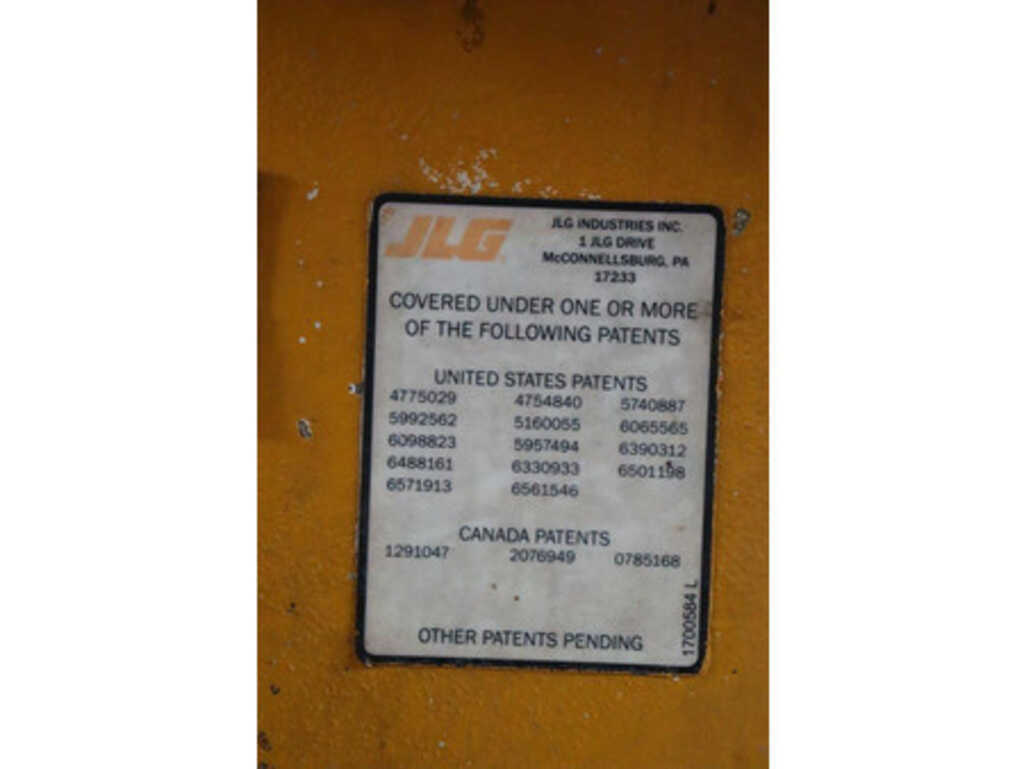 JLG
JLG INDUSTRIES INC.
1 JLG DRIVE
McCONNELLSBURG, PA
17233
COVERED UNDER ONE OR MORE
OF THE FOLLOWING PATENTS
UNITED STATES PATENTS
4775029 4754840 5740887
5992562 5160055 6065565
6098823 5957494 6390312
6488161 6330933 6501198
6571913 6561546
CANADA PATENTS
1291047 2076949 0785168
OTHER PATENTS PENDING
1700584 L